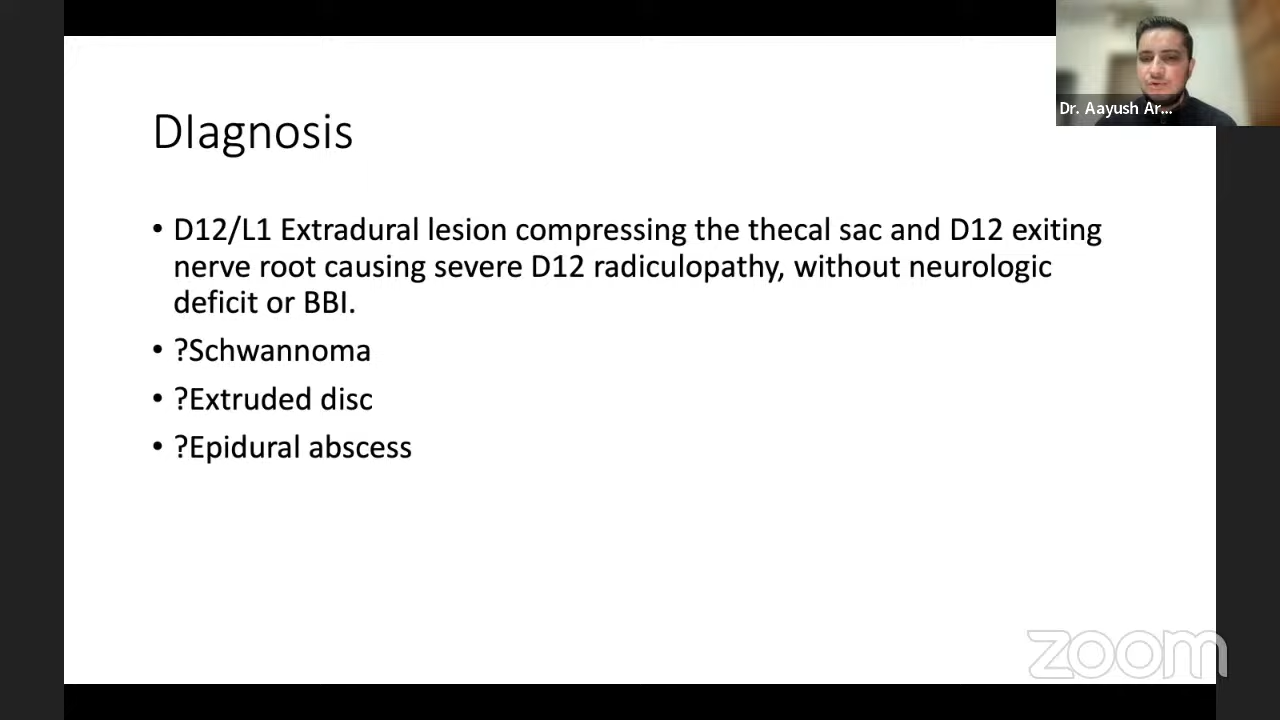 Dr. Aayush Ar...
DIagnosis
• D12/L1 Extradural lesion compressing the thecal sac and D12 exiting
nerve root causing severe D12 radiculopathy, without neurologic
deficit or BBI.
• ?Schwannoma
• ?Extruded disc
• ?Epidural abscess
zoom